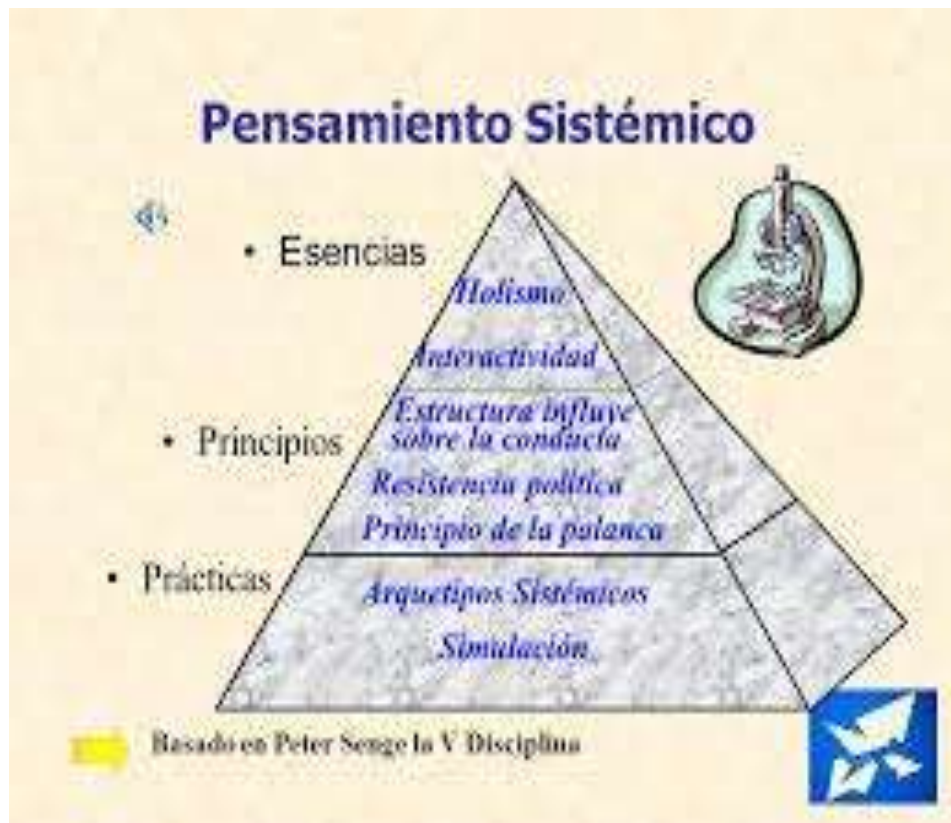 Pensamiento Sistémico
• Esencias
Holismo
Interactividad
• Principios
Estructura influye
sobre la conducta
Resistencia política
Principio de la palanca
• Prácticas
Arquetipos Sistémicos
Simulación
Basado en Peter Senge la V Disciplina